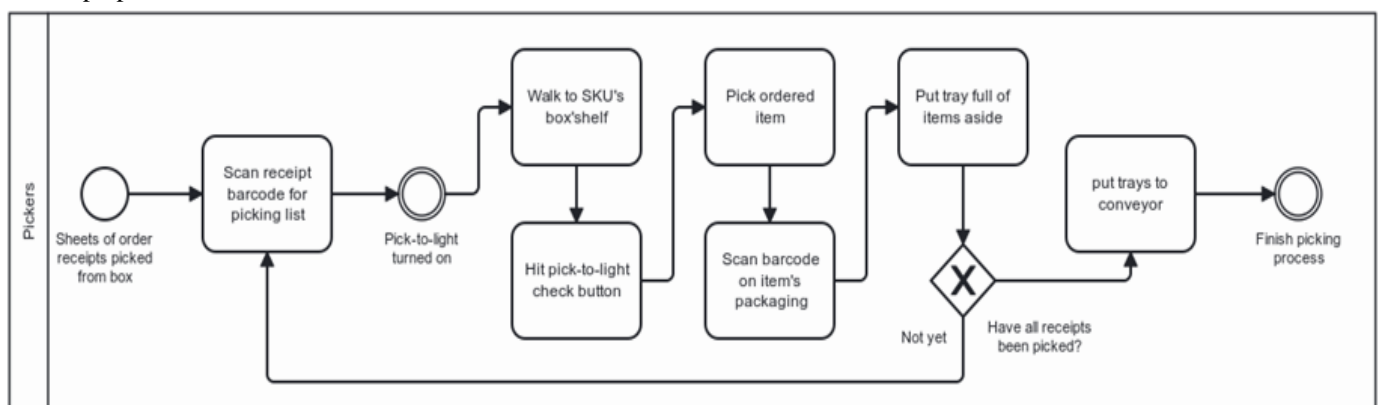 Pickers
Sheets of order
receipts picked
from box
Scan receipt
barcode for
picking list
Pick-to-light
turned on
Walk to SKU's
box'shelf
Hit pick-to-light
check button
Pick ordered
item
Scan barcode
on item's
packaging
Put tray full of
items aside
X
Not yet
Have all receipts
been picked?
put trays to
conveyor
Finish picking
process